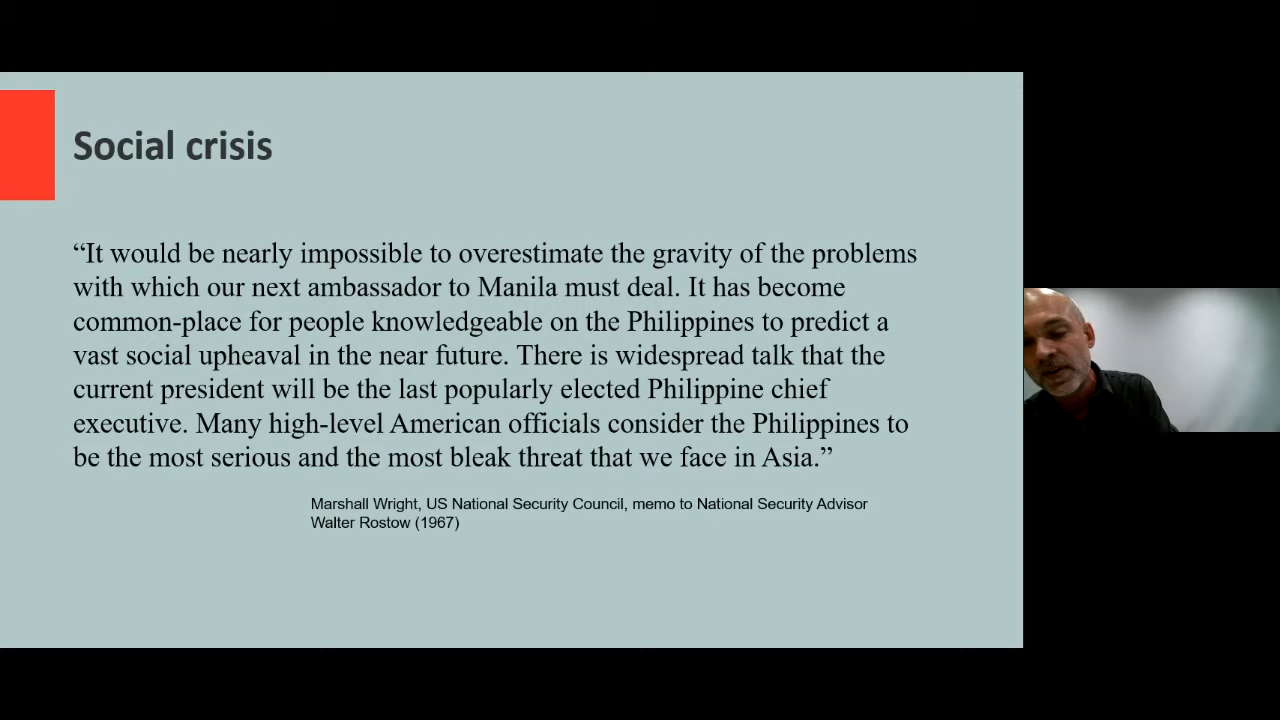 Social crisis
“It would be nearly impossible to overestimate the gravity of the problems
with which our next ambassador to Manila must deal. It has become
common-place for people knowledgeable on the Philippines to predict a
vast social upheaval in the near future. There is widespread talk that the
current president will be the last popularly elected Philippine chief
executive. Many high-level American officials consider the Philippines to
be the most serious and the most bleak threat that we face in Asia.”
Marshall Wright, US National Security Council, memo to National Security Advisor
Walter Rostow (1967)